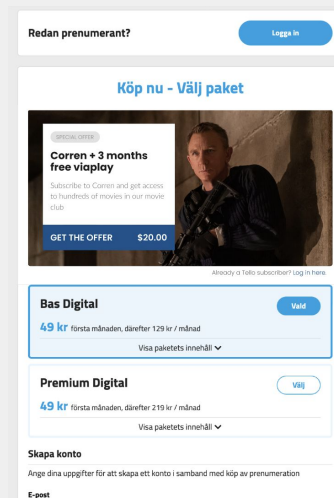 Redan prenumerant?
Logga in
Köp nu - Välj paket
SPECIAL OFFER
Corren + 3 months
free viaplay
Subscribe to Corren and get access
to hundreds of movies in our movie
club
GET THE OFFER $20.00
Already a Tello subscriber? Log in here.
Bas Digital
Vald
49 kr första månaden, därefter 129 kr / månad
Visa paketets innehåll
Premium Digital
Välj
49 kr första månaden, därefter 219 kr / månad
Visa paketets innehåll
Skapa konto
Ange dina uppgifter för att skapa ett konto i samband med köp av prenumeration
E-post